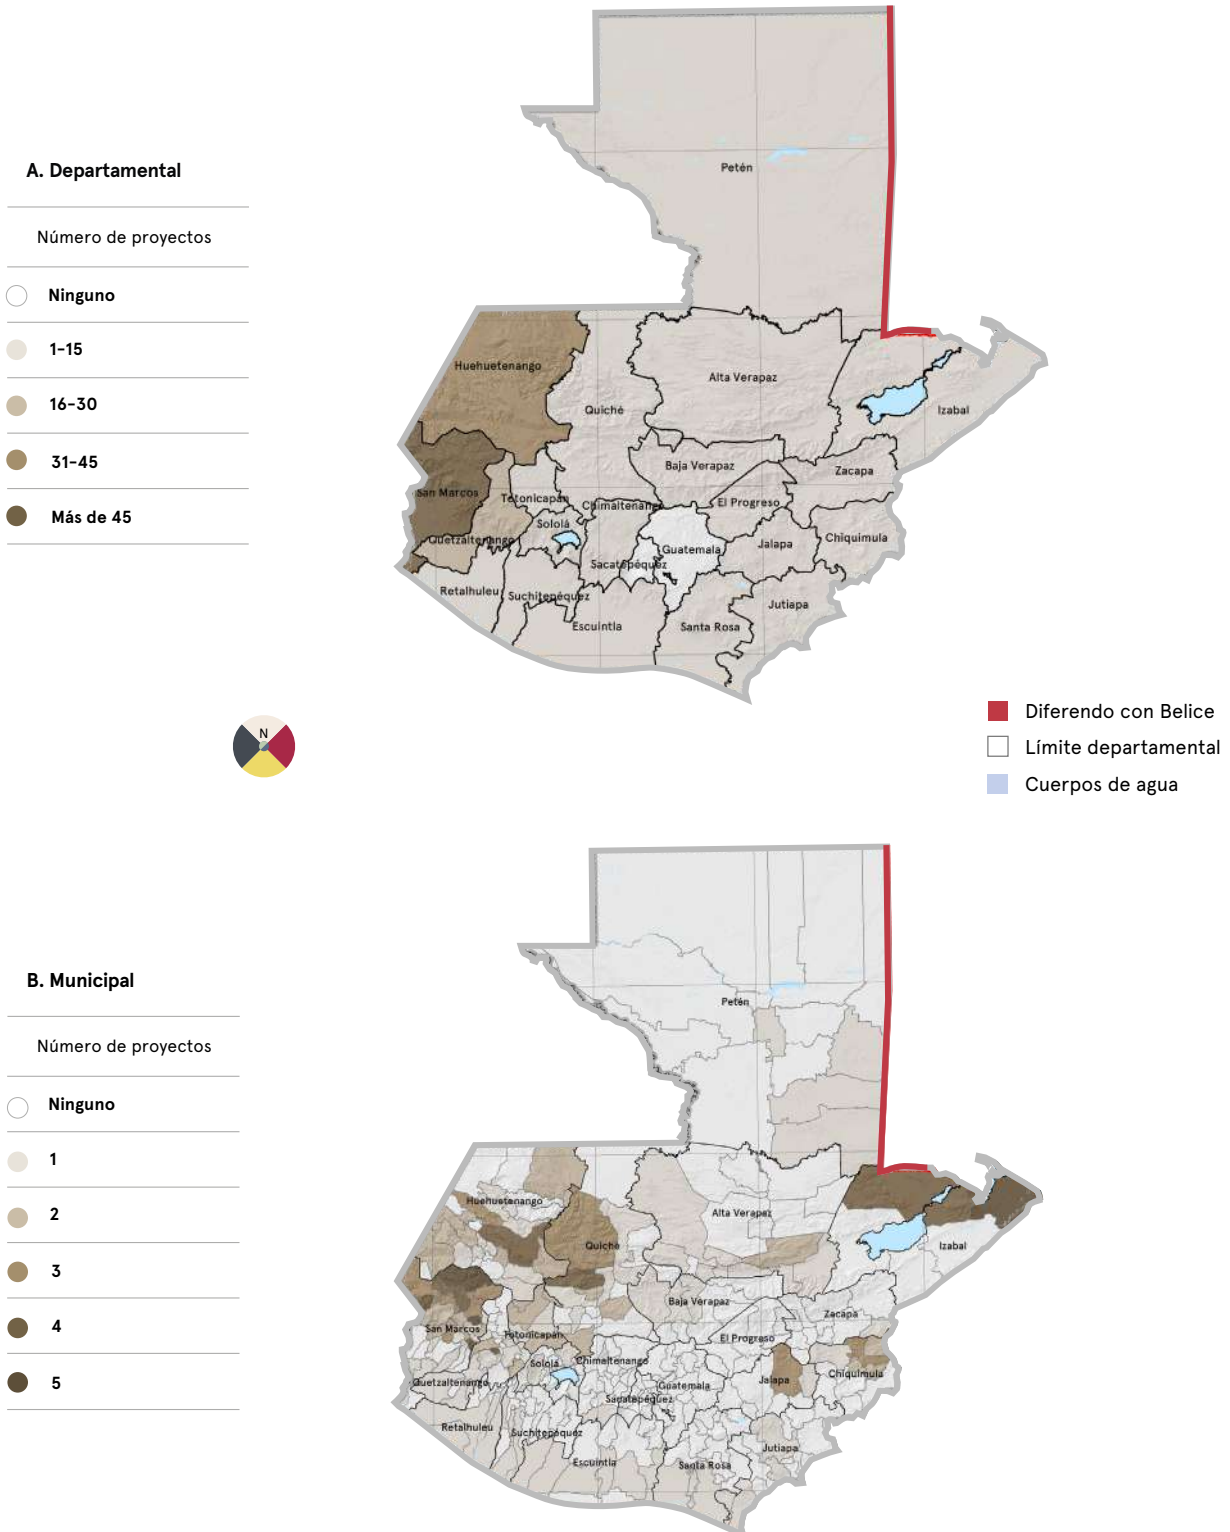 A. Departamental
Número de proyectos
Ninguno
1-15
16-30
31-45
Más de 45
Petén
Huehuetenango
Alta Verapaz
Quiché
Izabal
Baja Verapaz
Zacapa
San Marcos
Totonicapán
Chimaltenango
El Progreso
Sololá
Quetzaltenango
Guatemala
Jalapa
Chiquimula
Sacatepéquez
Retalhuleu
Suchitepéquez
Jutiapa
Escuintla
Santa Rosa
N
Diferendo con Belice
Límite departamental
Cuerpos de agua
B. Municipal
Número de proyectos
Ninguno
1
2
3
4
5
Petén
Huehuetenango
Alta Verapaz
Quiché
Izabal
Baja Verapaz
Zacapa
San Marcos
Totonicapán
El Progreso
Sololá
Chimaltenango
Chiquimula
Quetzaltenango
Guatemala
Jalapa
Sacatepéquez
Retalhuleu
Suchitepéquez
Jutiapa
Escuintla
Santa Rosa